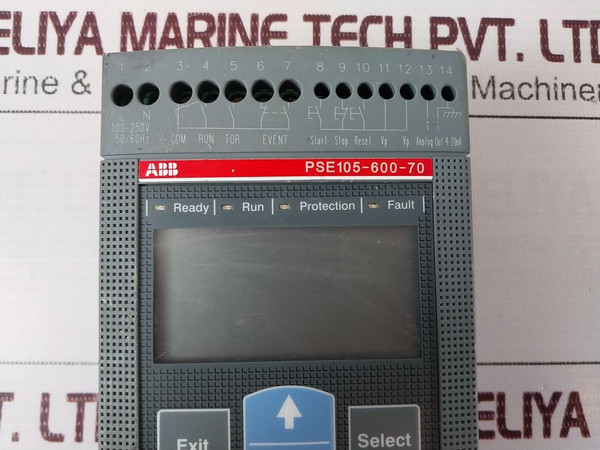 ELIYA MARINE TECH PVT. LTD
rine &
Machiner
1 2 3 4 5 6 7 8 9 10 11 12 13 14
L N
100-250V
50/60Hz
COM RUN TOR EVENT Start Stop Reset Vp Vp Analog Out 4-20mA
ABB PSE105-600-70
Ready Run Protection Fault
VT. LTD
ELIYA
Exit
Select